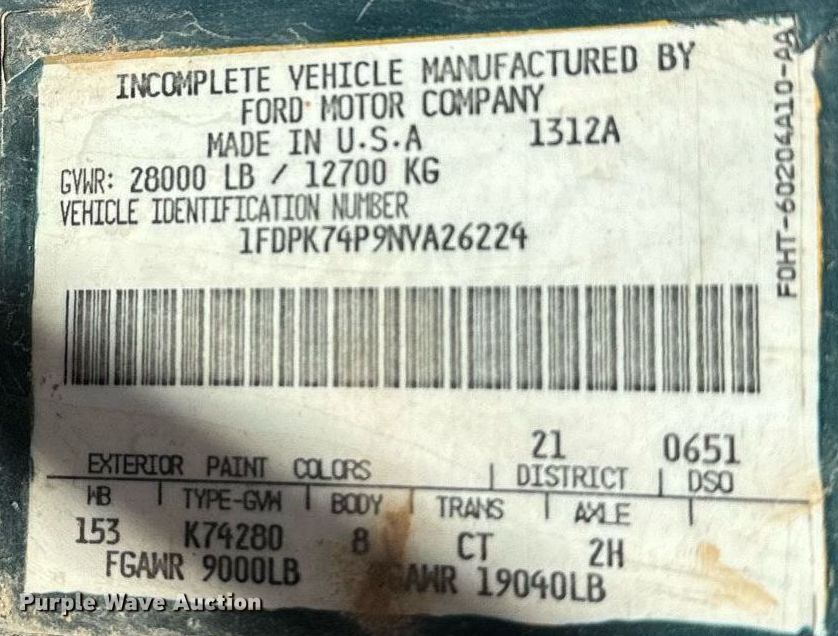 INCOMPLETE VEHICLE MANUFACTURED BY
FORD MOTOR COMPANY
MADE IN U.S.A 1312A
GVWR: 28000 LB / 12700 KG
VEHICLE IDENTIFICATION NUMBER
1FDPK74P9NVA26224
F0HT-60204A10-AA
21 0651
EXTERIOR PAINT COLORS | DISTRICT | DSO
WB | TYPE-GVW | BODY | TRANS | AXLE |
153 K74280 8 CT 2H
FGAWR 9000LB GAWR 19040LB
Purple Wave Auction